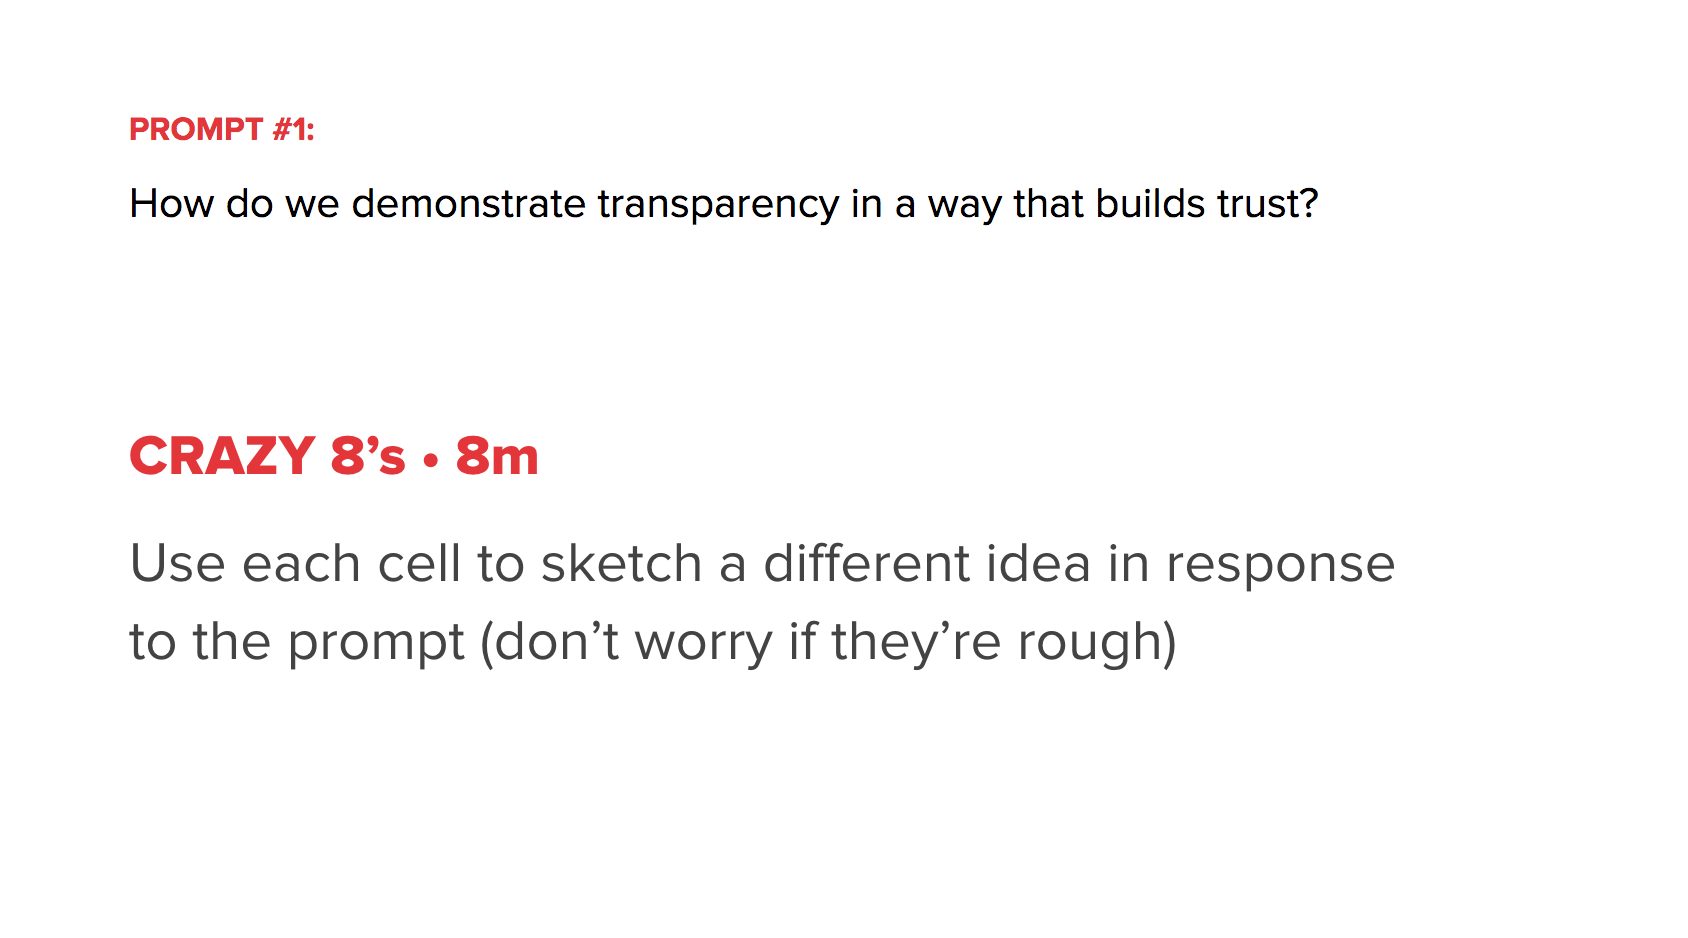 PROMPT #1:
How do we demonstrate transparency in a way that builds trust?
CRAZY 8’s • 8m
Use each cell to sketch a different idea in response
to the prompt (don’t worry if they’re rough)